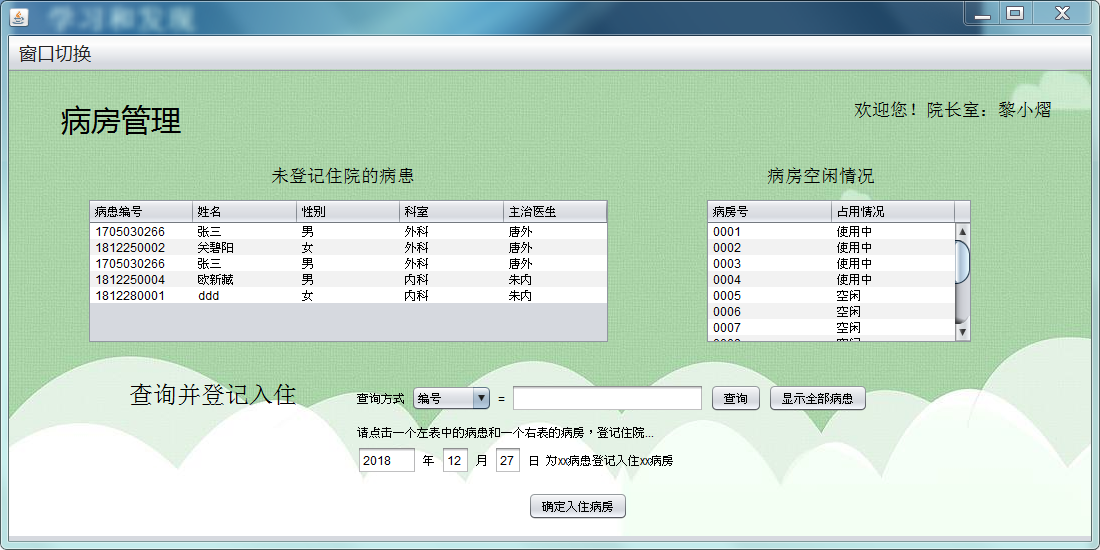 学习和发现
窗口切换
病房管理
欢迎您！院长室：黎小熠
未登记住院的病患
病房空闲情况
病患编号 姓名 性别 科室 主治医生
1705030266 张三 男 外科 唐外
1812250002 关碧阳 女 外科 唐外
1705030266 张三 男 外科 唐外
1812250004 欧新葳 男 内科 朱内
1812280001 ddd 女 内科 朱内
病房号 占用情况
0001 使用中
0002 使用中
0003 使用中
0004 使用中
0005 空闲
0006 空闲
0007 空闲
查询并登记入住
查询方式 编号 = 查询 显示全部病患
请点击一个左表中的病患和一个右表的病房，登记住院...
2018 年 12 月 27 日 为xx病患登记入住xx病房
确定入住病房